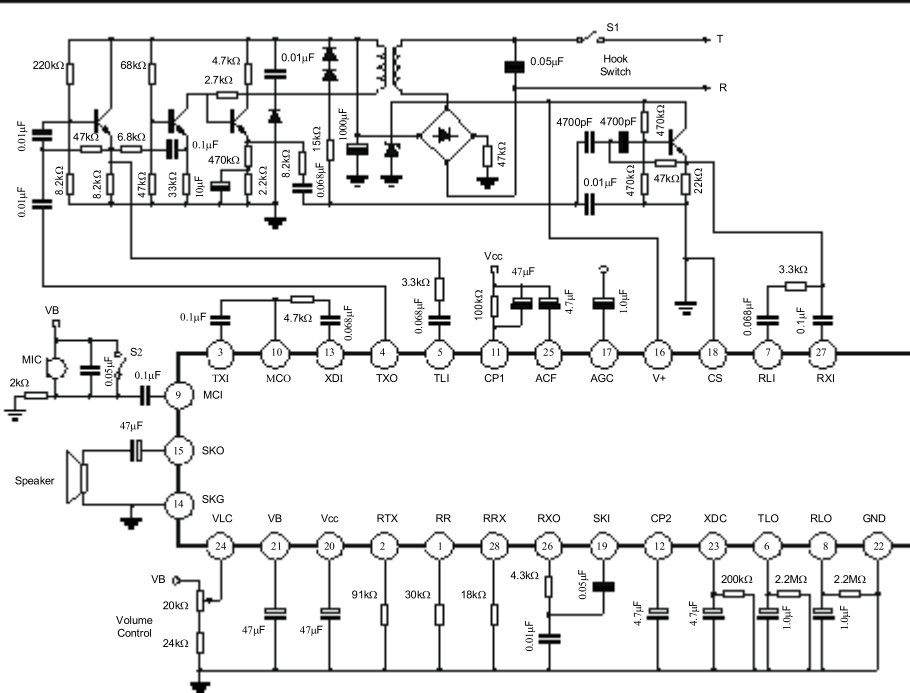 S1
T
Hook
Switch
R
0.05μF
220kΩ
68kΩ
4.7kΩ
2.7kΩ
0.01μF
0.01μF
47kΩ
6.8kΩ
0.1μF
470kΩ
8.2kΩ
8.2kΩ
47kΩ
33kΩ
10μF
2.2kΩ
8.2kΩ
0.068μF
15kΩ
1000μF
47kΩ
4700pF
4700pF
470kΩ
0.01μF
470kΩ
47kΩ
22kΩ
0.01μF
VB
MIC
2kΩ
0.05μF
S2
0.1μF
0.1μF
4.7kΩ
0.068μF
3.3kΩ
0.068μF
Vcc
100kΩ
47μF
4.7μF
1.0μF
3.3kΩ
0.068μF
0.1μF
3
10
13
4
5
11
25
17
16
18
7
27
TXI
MCO
XDI
TXO
TLI
CP1
ACF
AGC
V+
CS
RLI
RXI
9
MCI
47μF
15
SKO
Speaker
14
SKG
VLC
VB
Vcc
RTX
RR
RRX
RXO
SKI
CP2
XDC
TLO
RLO
GND
24
21
20
2
1
28
26
19
12
23
6
8
22
VB
20kΩ
Volume
Control
24kΩ
47μF
47μF
91kΩ
30kΩ
18kΩ
4.3kΩ
0.01μF
0.05μF
4.7μF
4.7μF
200kΩ
1.0μF
2.2MΩ
1.0μF
2.2MΩ